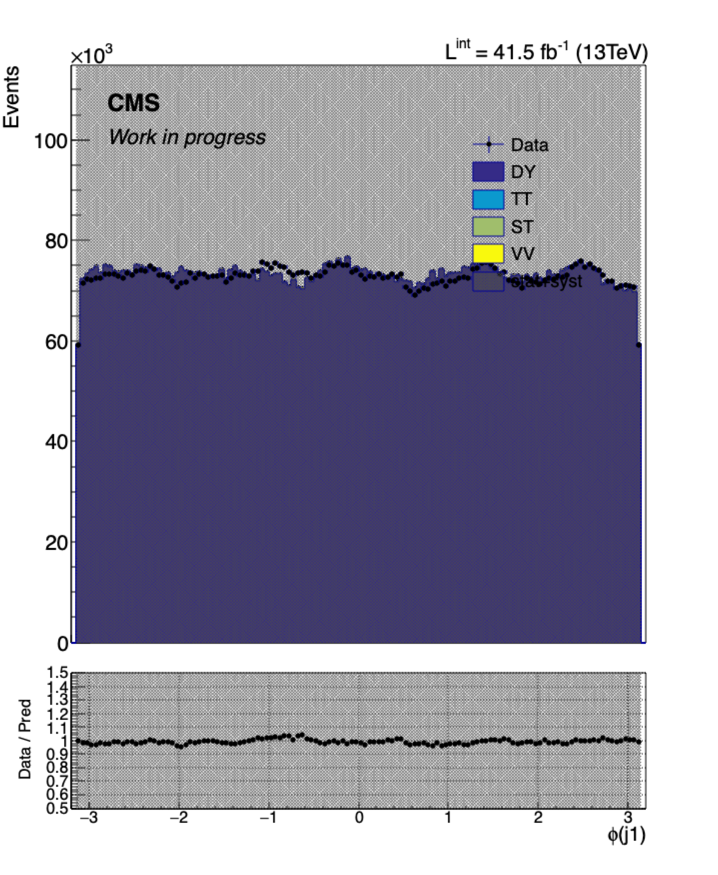 ×10³
L^int = 41.5 fb⁻¹ (13TeV)
Events
CMS
Work in progress
Data
DY
TT
ST
VV
100
80
60
40
20
0
Data / Pred
1.5
1.4
1.3
1.2
1.1
1
0.9
0.8
0.7
0.6
0.5
−3 −2 −1 0 1 2 3
ϕ(j1)